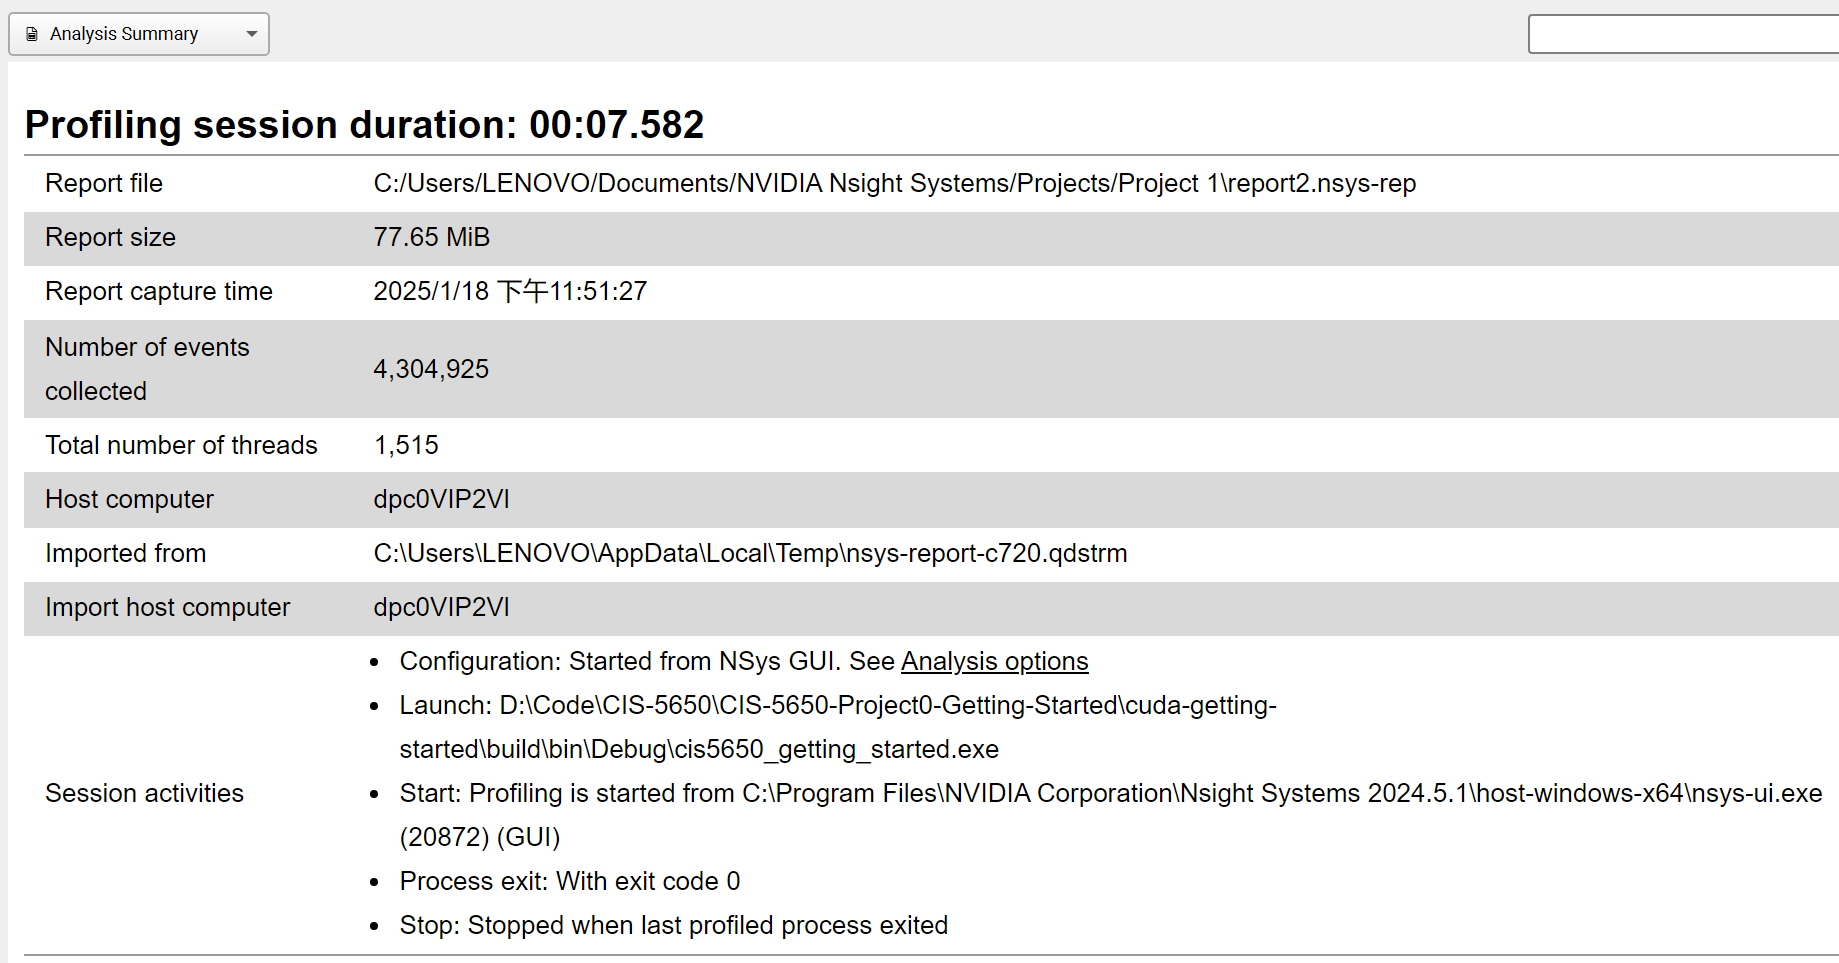 Analysis Summary
Profiling session duration: 00:07.582
Report file C:/Users/LENOVO/Documents/NVIDIA Nsight Systems/Projects/Project 1\report2.nsys-rep
Report size 77.65 MiB
Report capture time 2025/1/18 下午11:51:27
Number of events
collected
4,304,925
Total number of threads 1,515
Host computer dpc0VIP2VI
Imported from C:\Users\LENOVO\AppData\Local\Temp\nsys-report-c720.qdstrm
Import host computer dpc0VIP2VI
Session activities
• Configuration: Started from NSys GUI. See Analysis options
• Launch: D:\Code\CIS-5650\CIS-5650-Project0-Getting-Started\cuda-getting-
started\build\bin\Debug\cis5650_getting_started.exe
• Start: Profiling is started from C:\Program Files\NVIDIA Corporation\Nsight Systems 2024.5.1\host-windows-x64\nsys-ui.exe
(20872) (GUI)
• Process exit: With exit code 0
• Stop: Stopped when last profiled process exited